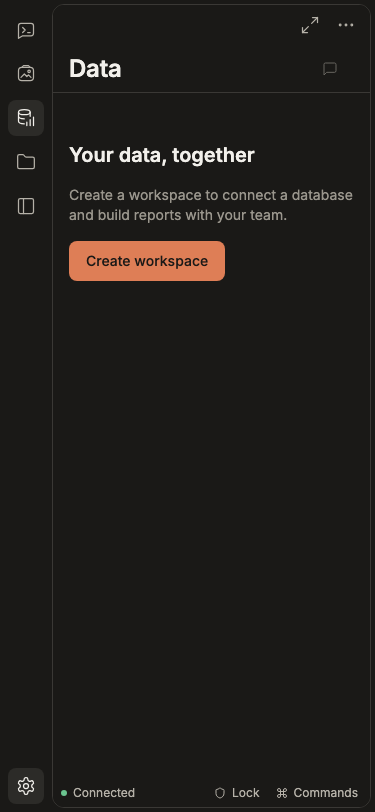 Data
Your data, together
Create a workspace to connect a database
and build reports with your team.
Create workspace
Connected
Lock
Commands